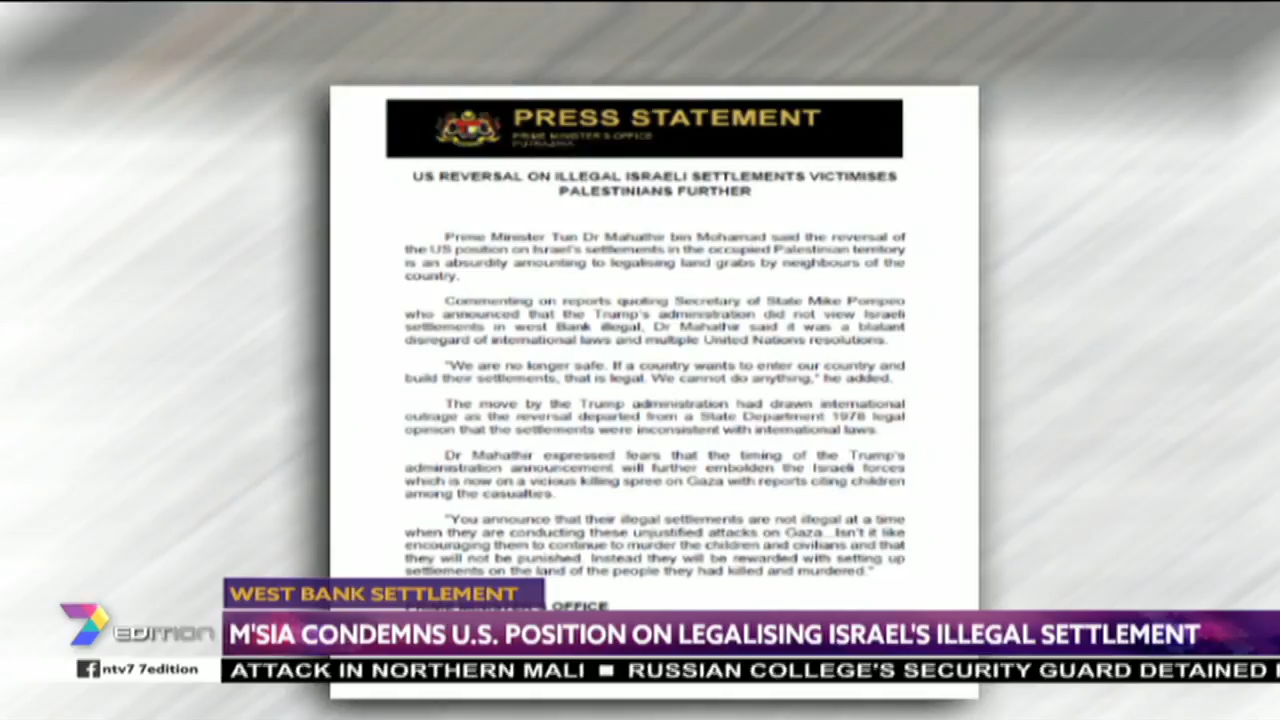 PRESS STATEMENT
PRIME MINISTER'S OFFICE
PUTRAJAYA
US REVERSAL ON ILLEGAL ISRAELI SETTLEMENTS VICTIMISES
PALESTINIANS FURTHER
Prime Minister Tun Dr Mahathir bin Mohamad said the reversal of
the US position on Israel's settlements in the occupied Palestinian territory
is an absurdity amounting to legalising land grabs by neighbours of the
country.
Commenting on reports quoting Secretary of State Mike Pompeo
who announced that the Trump's administration did not view Israeli
settlements in west Bank illegal, Dr Mahathir said it was a blatant
disregard of international laws and multiple United Nations resolutions.
"We are no longer safe. If a country wants to enter our country and
build their settlements, that is legal. We cannot do anything," he added.
The move by the Trump administration had drawn international
outrage as the reversal departed from a State Department 1978 legal
opinion that the settlements were inconsistent with international laws.
Dr Mahathir expressed fears that the timing of the Trump's
administration announcement will further embolden the Israeli forces
which is now on a vicious killing spree on Gaza with reports citing children
among the casualties.
"You announce that their illegal settlements are not illegal at a time
when they are conducting these unjustified attacks on Gaza...Isn't it like
encouraging them to continue to murder the children and civilians and that
they will not be punished. Instead they will be rewarded with setting up
settlements on the land of the people they had killed and murdered."
OFFICE
WEST BANK SETTLEMENT
7 EDITION
M'SIA CONDEMNS U.S. POSITION ON LEGALISING ISRAEL'S ILLEGAL SETTLEMENT
ntv7 7edition
ATTACK IN NORTHERN MALI ■ RUSSIAN COLLEGE'S SECURITY GUARD DETAINED